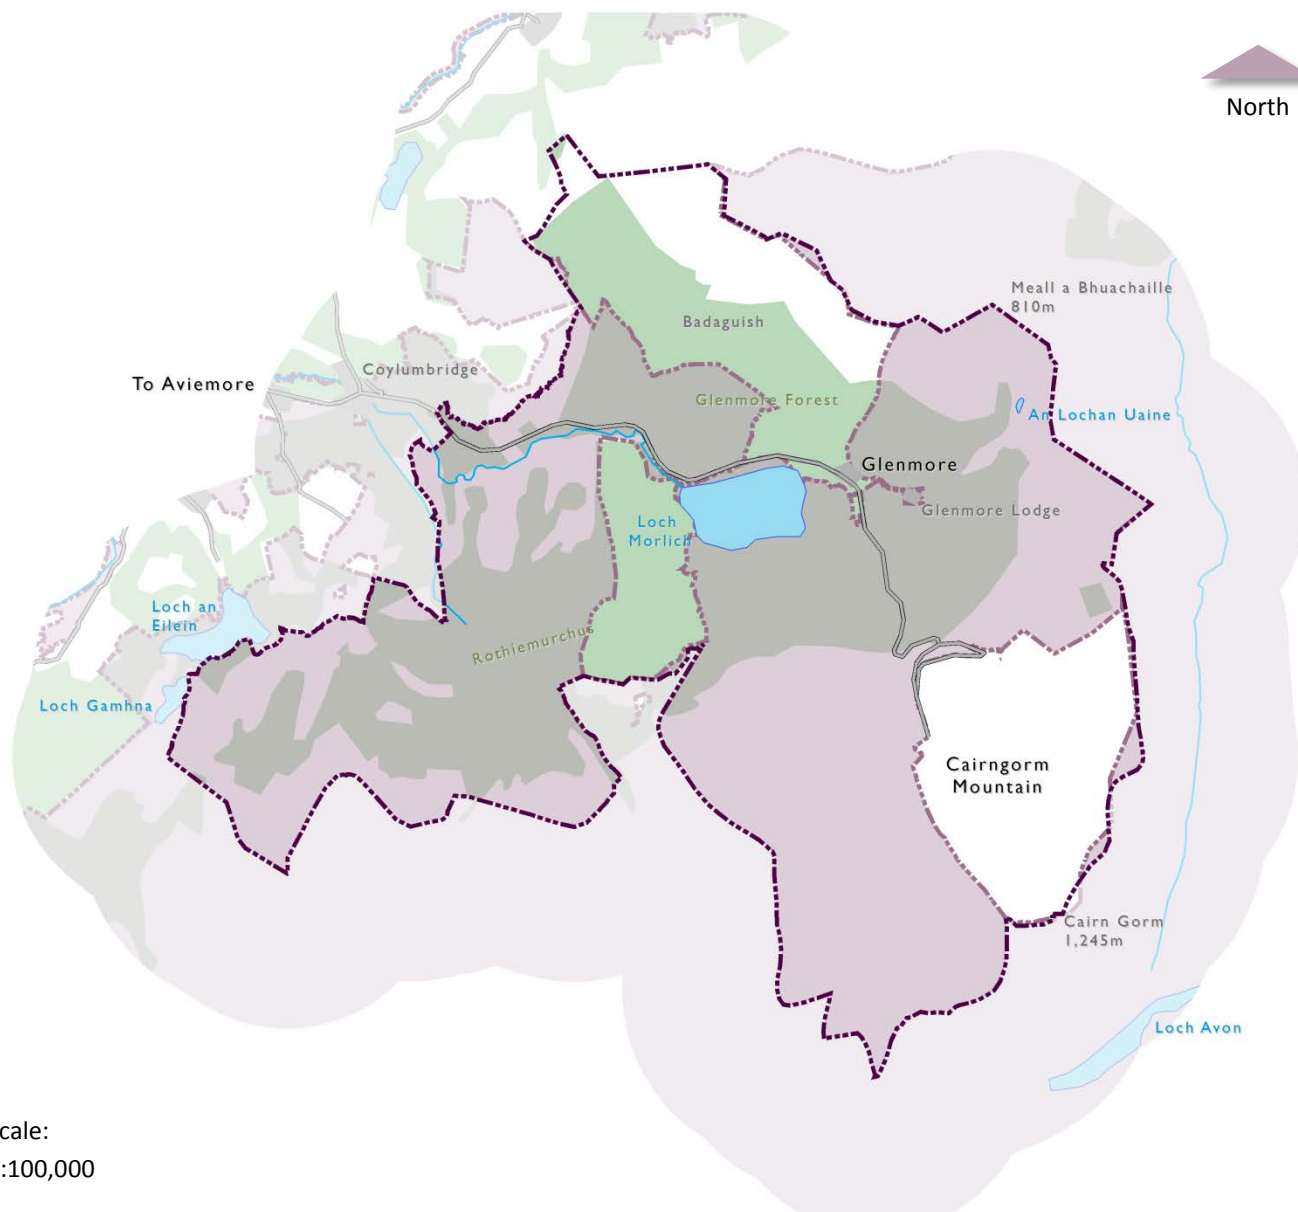 North
Meall a Bhuachaille
810m
Badaguish
Coylumbridge
To Aviemore
Glenmore Forest
An Lochan Uaine
Glenmore
Glenmore Lodge
Loch
Morlich
Loch an
Eilein
Rothiemurchus
Loch Gamhna
Cairngorm
Mountain
Cairn Gorm
1,245m
Loch Avon
cale:
:100,000